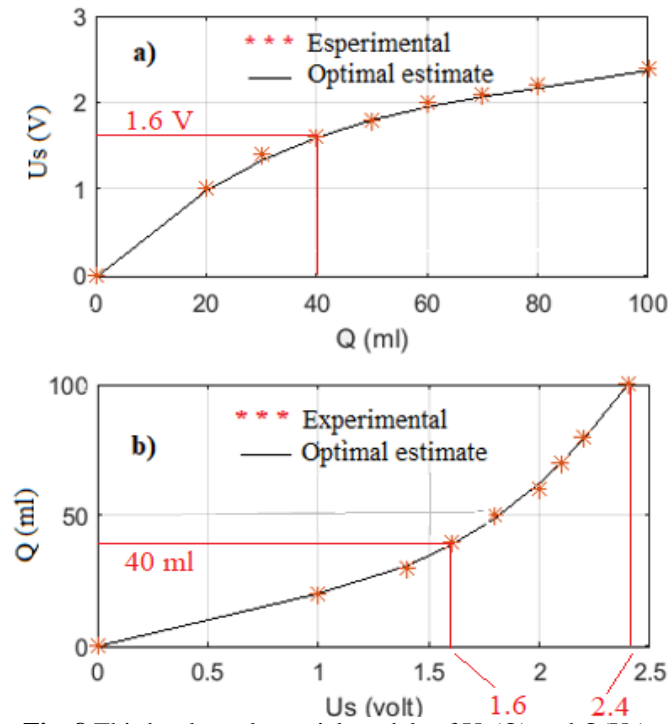 3
a)
* * * Esperimental
Optimal estimate
2
1.6 V
Us (V)
1
0
0 20 40 60 80 100
Q (ml)
100
* * * Experimental
b)
Optimal estimate
Q (ml)
50
40 ml
0
0 0.5 1 1.5 2 2.5
Us (volt) 1.6 2.4